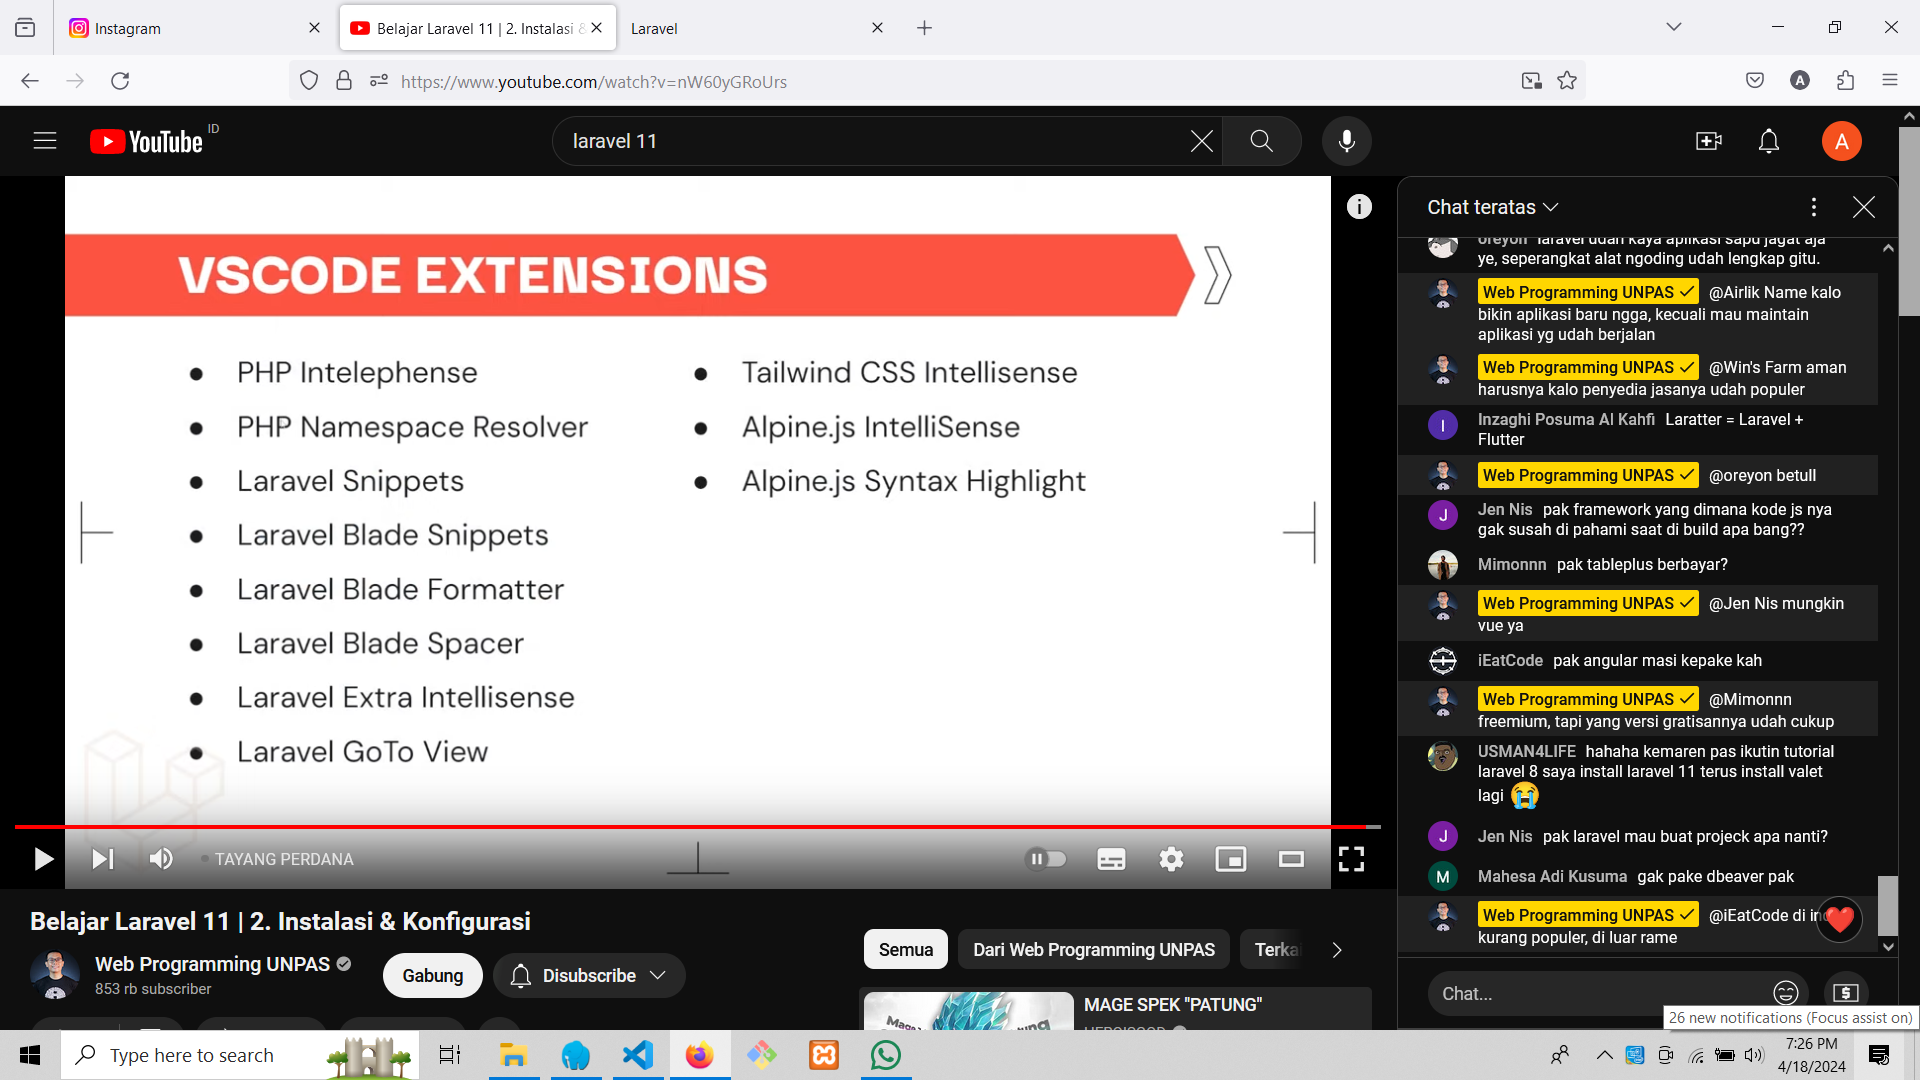 Instagram
Belajar Laravel 11 | 2. Instalasi &
Laravel
https://www.youtube.com/watch?v=nW60yGRoUrs
A
YouTube ID
laravel 11
A
VSCODE EXTENSIONS
PHP Intelephense
PHP Namespace Resolver
Laravel Snippets
Laravel Blade Snippets
Laravel Blade Formatter
Laravel Blade Spacer
Laravel Extra Intellisense
Laravel GoTo View
Tailwind CSS Intellisense
Alpine.js IntelliSense
Alpine.js Syntax Highlight
TAYANG PERDANA
Belajar Laravel 11 | 2. Instalasi & Konfigurasi
Web Programming UNPAS
853 rb subscriber
Gabung
Disubscribe
Semua
Dari Web Programming UNPAS
Terkai
MAGE SPEK "PATUNG"
Chat teratas
oreyon laravel udah kaya aplikasi sapu jagat aja
ye, seperangkat alat ngoding udah lengkap gitu.
Web Programming UNPAS @Airlik Name kalo
bikin aplikasi baru ngga, kecuali mau maintain
aplikasi yg udah berjalan
Web Programming UNPAS @Win's Farm aman
harusnya kalo penyedia jasanya udah populer
I
Inzaghi Posuma Al Kahfi Laratter = Laravel +
Flutter
Web Programming UNPAS @oreyon betull
J
Jen Nis pak framework yang dimana kode js nya
gak susah di pahami saat di build apa bang??
Mimonnn pak tableplus berbayar?
Web Programming UNPAS @Jen Nis mungkin
vue ya
iEatCode pak angular masi kepake kah
Web Programming UNPAS @Mimonnn
freemium, tapi yang versi gratisannya udah cukup
USMAN4LIFE hahaha kemaren pas ikutin tutorial
laravel 8 saya install laravel 11 terus install valet
lagi 😭
J
Jen Nis pak laravel mau buat projeck apa nanti?
M
Mahesa Adi Kusuma gak pake dbeaver pak
Web Programming UNPAS @iEatCode di
kurang populer, di luar rame
Chat...
26 new notifications (Focus assist on)
Type here to search
7:26 PM
4/18/2024